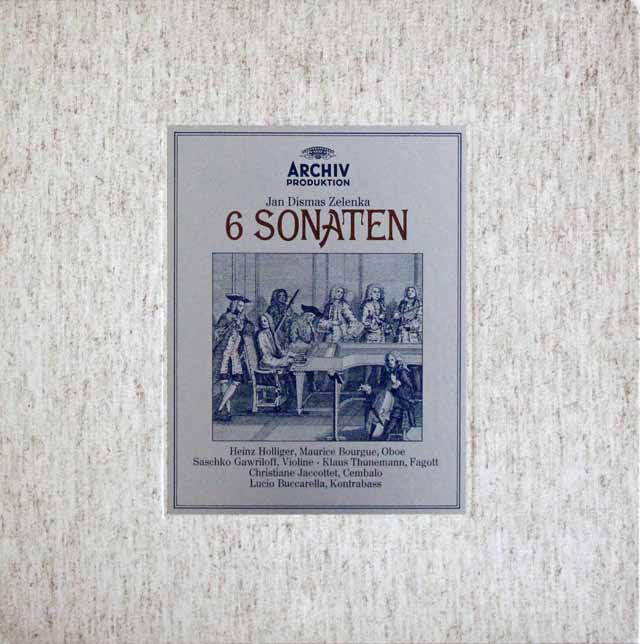 ARCHIV
PRODUKTION
Jan Dismas Zelenka
6 SONATEN
Heinz Holliger, Maurice Bourgue, Oboe
Saschko Gawriloff, Violine - Klaus Thunemann, Fagott
Christiane Jaccottet, Cembalo
Lucio Buccarella, Kontrabass